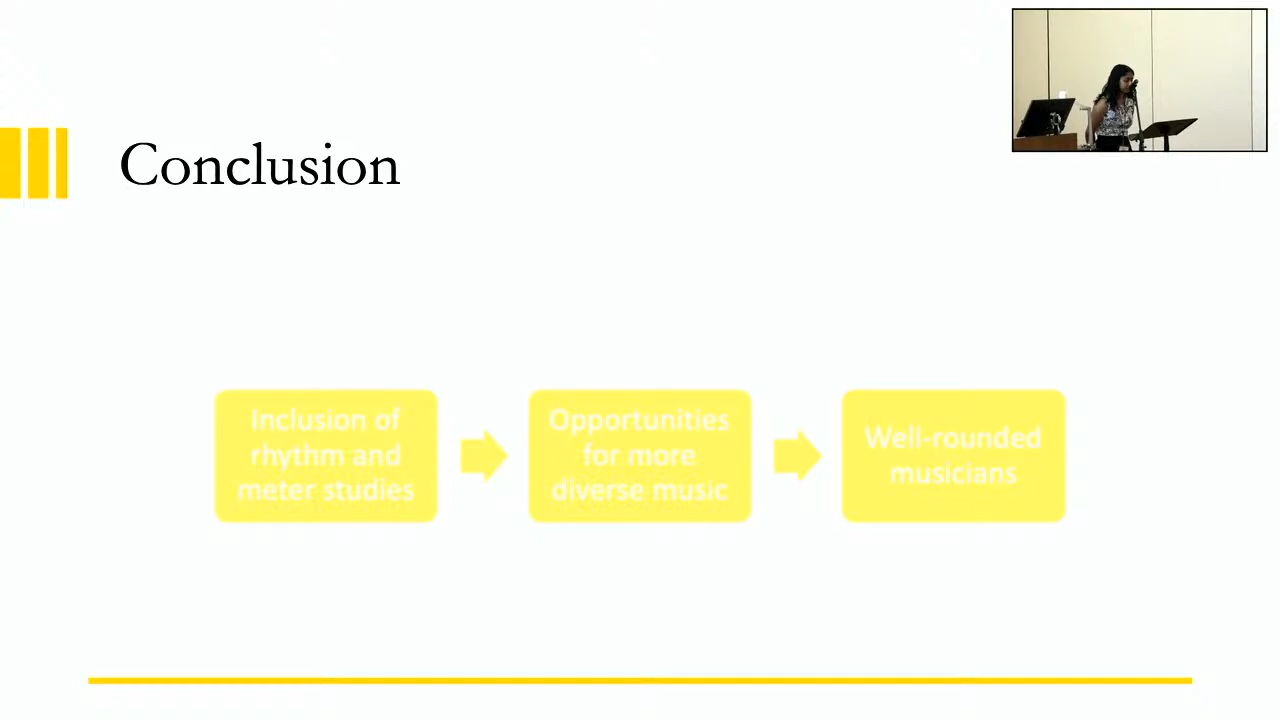 Conclusion
Inclusion of
rhythm and
meter studies
Opportunities
for more
diverse music
Well-rounded
musicians